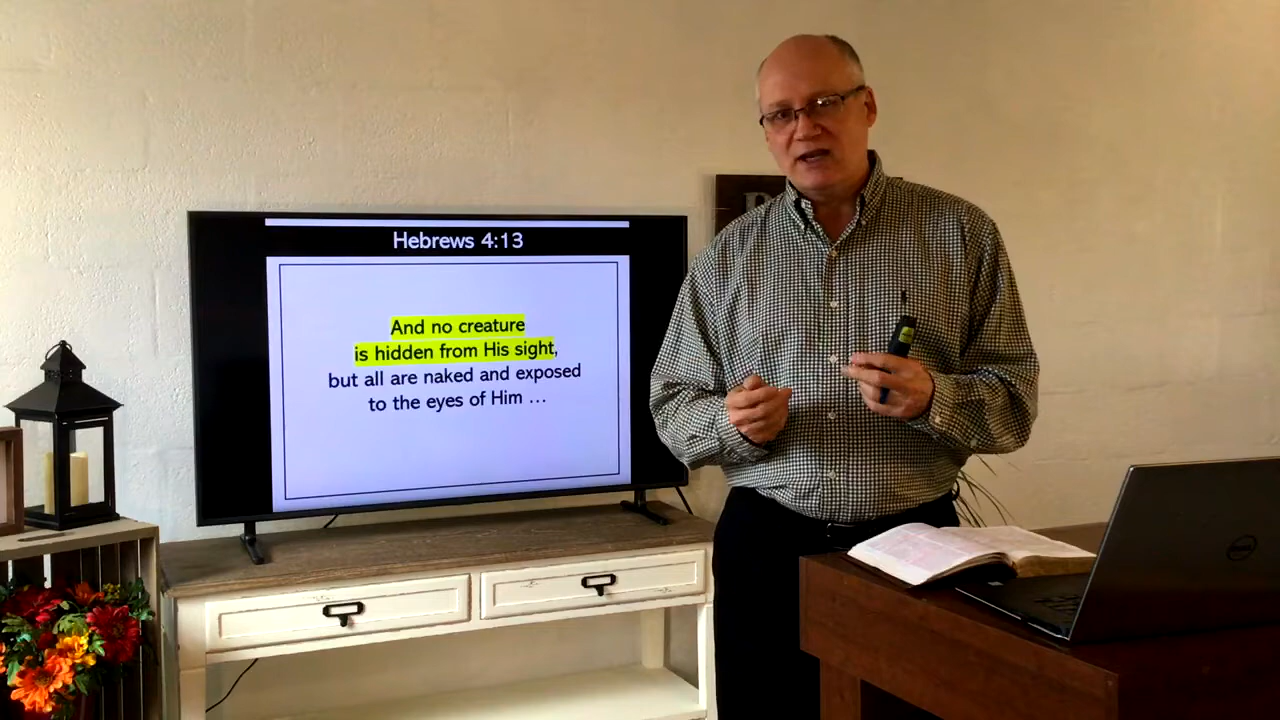 Hebrews 4:13
And no creature
is hidden from His sight,
but all are naked and exposed
to the eyes of Him ...
DELL